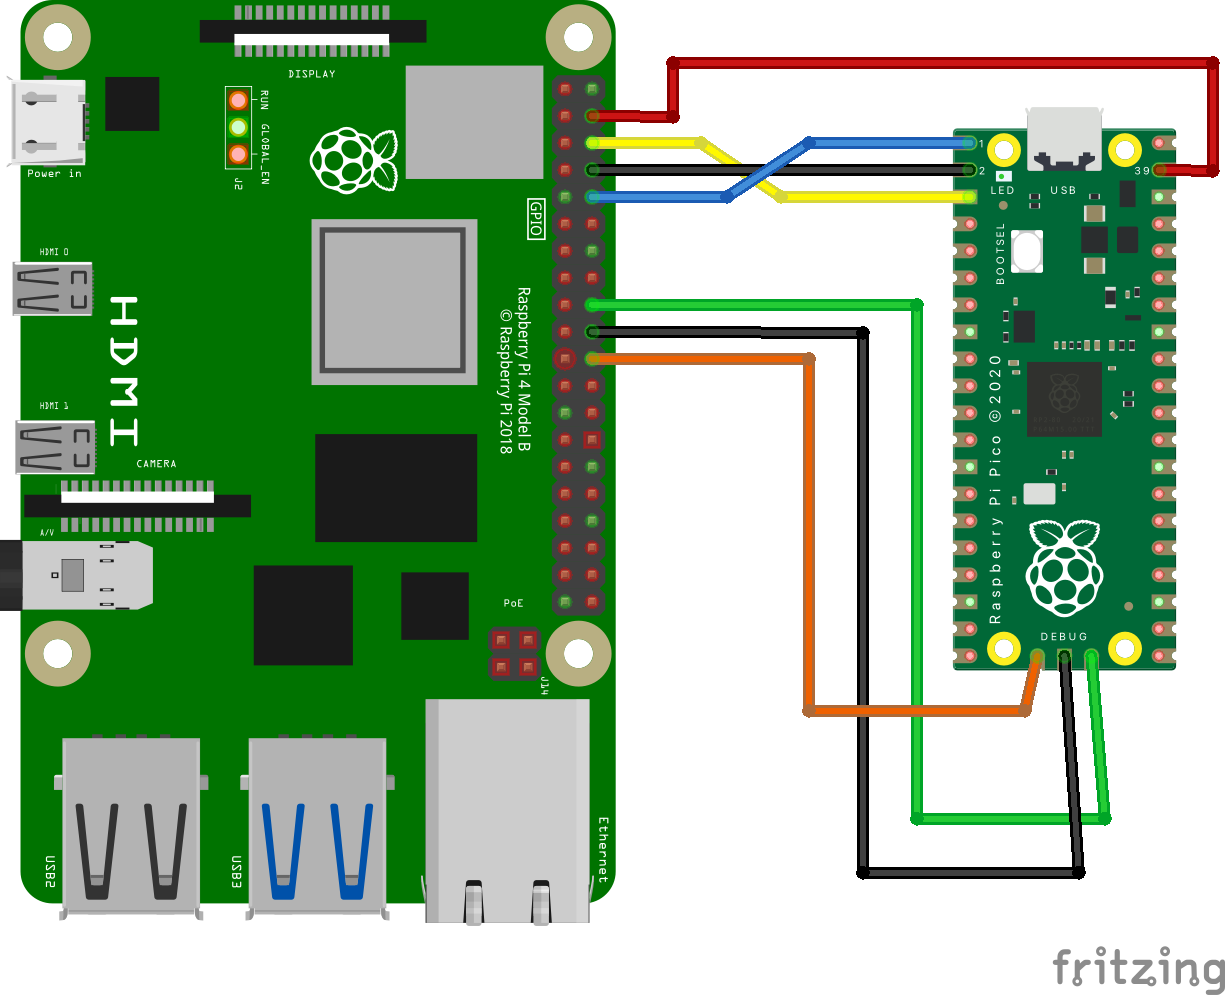 DISPLAY
RUN
GLOBAL_EN
J2
Power in
GPIO
HDMI 0
HDMI
HDMI 1
Raspberry Pi 4 Model B
© Raspberry Pi 2018
CAMERA
A/V
PoE
J14
USB2
USB3
Ethernet
1
2
39
LED
USB
BOOTSEL
Raspberry Pi Pico ©2020
DEBUG
fritzing